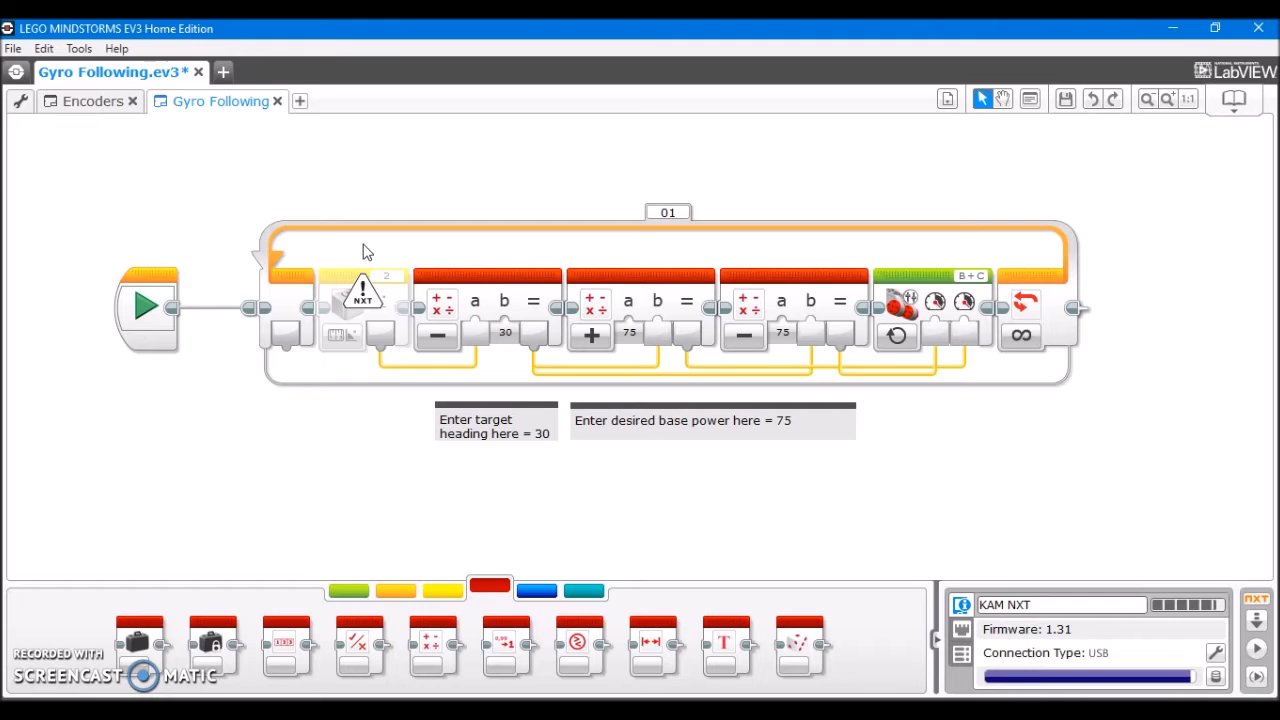 LEGO MINDSTORMS EV3 Home Edition
File Edit Tools Help
Gyro Following.ev3*
LabVIEW
Encoders Gyro Following
1:1
01
2 B + C
NXT a b = a b = a b =
30 75 75
Enter target
heading here = 30
Enter desired base power here = 75
KAM NXT
NXT
Firmware: 1.31
Connection Type: USB
T
RECORDED WITH
SCREENCAST MATIC